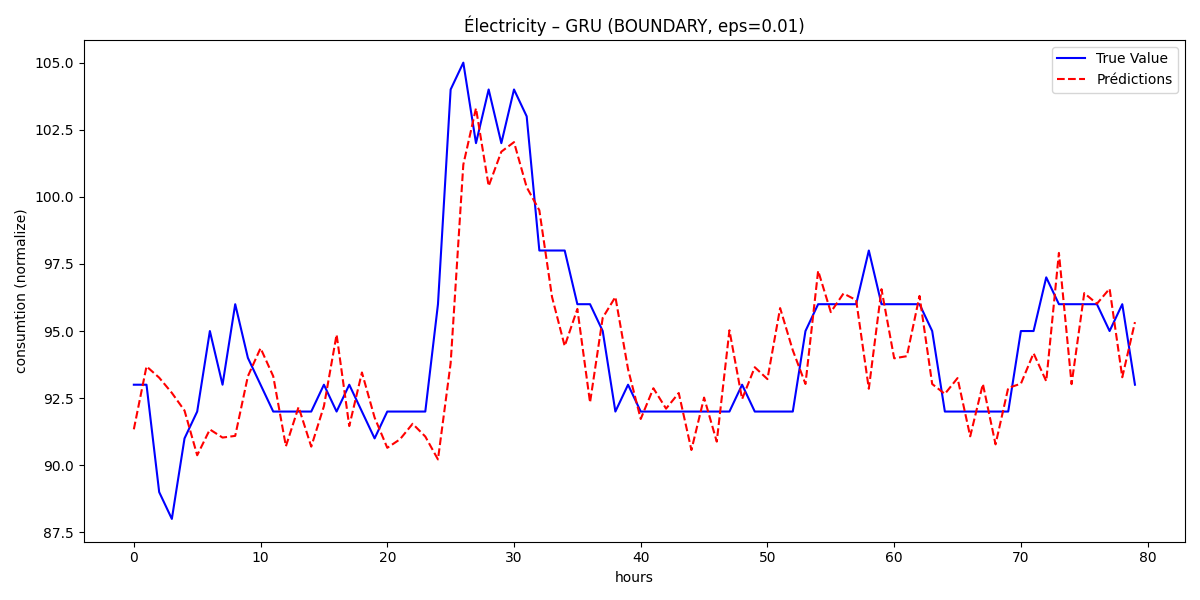 Électricity – GRU (BOUNDARY, eps=0.01)
True Value
Prédictions
consumtion (normalize)
105.0
102.5
100.0
97.5
95.0
92.5
90.0
87.5
0 10 20 30 40 50 60 70 80
hours